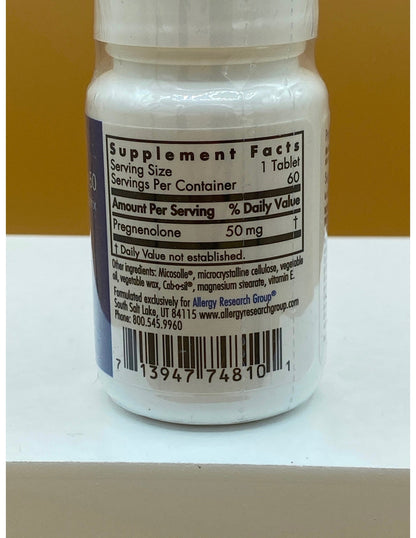 Supplement Facts
Serving Size 1 Tablet
Servings Per Container 60
Amount Per Serving % Daily Value
Pregnenolone 50 mg †
† Daily Value not established.
Other ingredients: Micosolle®, microcrystalline cellulose, vegetable
oil, vegetable wax, Cab-o-sil®, magnesium stearate, vitamin E.
Formulated exclusively for Allergy Research Group®
South Salt Lake, UT 84115 www.allergyresearchgroup.com
Phone: 800.545.9960
7 13947 74810 1
50